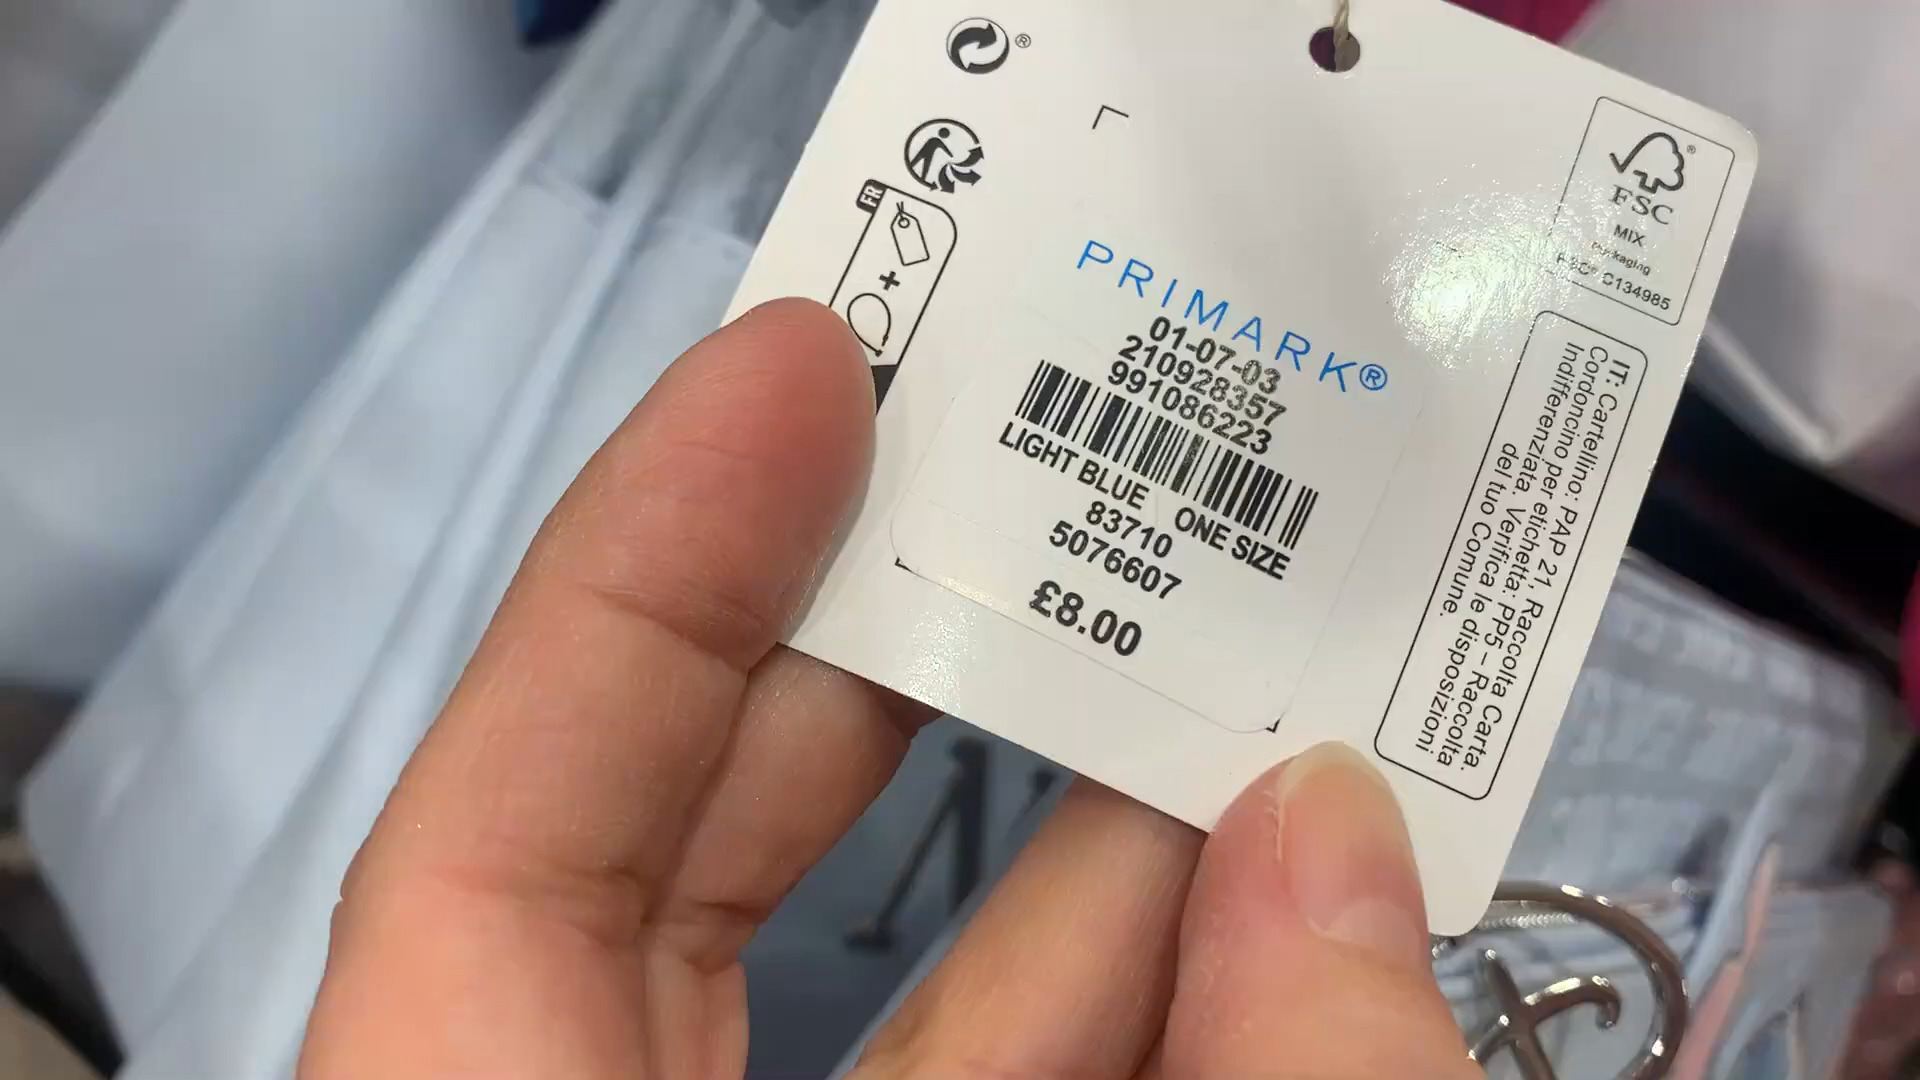 PRIMARK®
01-07-03
210928357
991086223
LIGHT BLUE ONE SIZE
83710
5076607
£8.00
®
FR
+
®
FSC
MIX
FSC® C134985
IT: Cartellino: PAP 21, Raccolta Carta.
Cordoncino per etichetta: PP5 – Raccolta
Indifferenziata. Verifica le disposizioni
del tuo Comune.